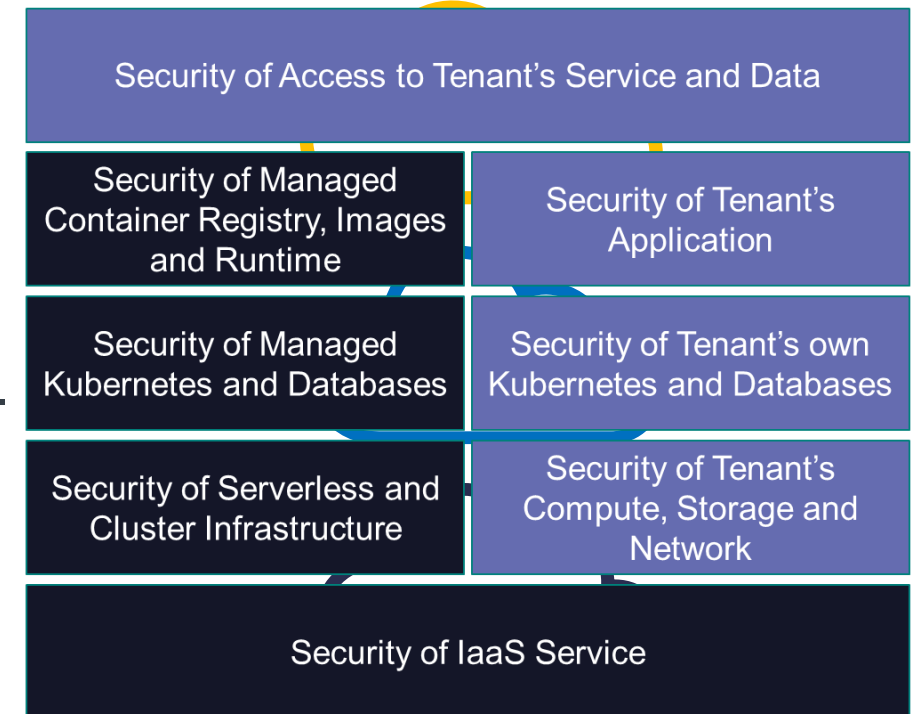 Security of Access to Tenant’s Service and Data
Security of Managed
Container Registry, Images
and Runtime
Security of Tenant’s
Application
Security of Managed
Kubernetes and Databases
Security of Tenant’s own
Kubernetes and Databases
Security of Serverless and
Cluster Infrastructure
Security of Tenant’s
Compute, Storage and
Network
Security of IaaS Service